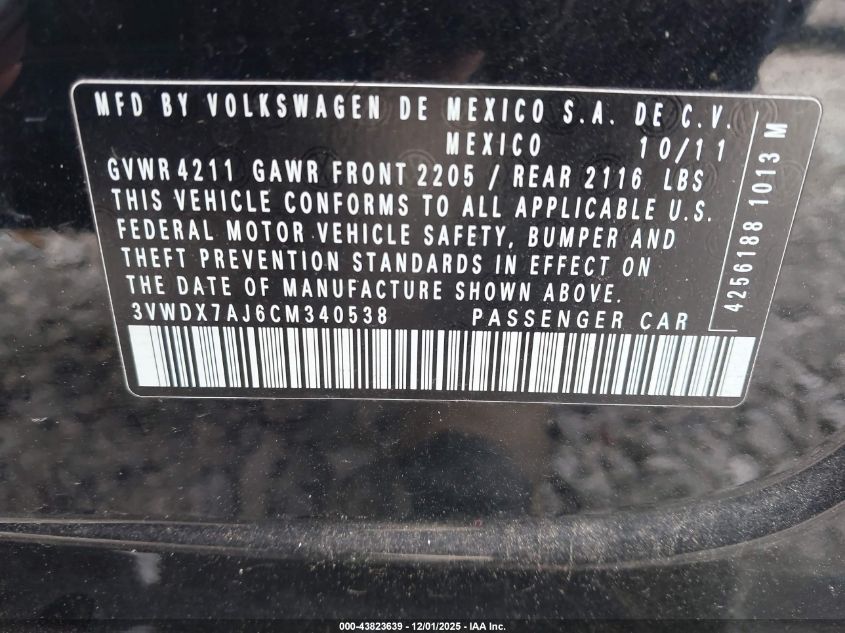 MFD BY VOLKSWAGEN DE MEXICO S.A. DE C.V.
MEXICO 10/11
GVWR 4211 GAWR FRONT 2205 / REAR 2116 LBS
THIS VEHICLE CONFORMS TO ALL APPLICABLE U.S.
FEDERAL MOTOR VEHICLE SAFETY, BUMPER AND
THEFT PREVENTION STANDARDS IN EFFECT ON
THE DATE OF MANUFACTURE SHOWN ABOVE.
3VWDX7AJ6CM340538 PASSENGER CAR
4256188 1013 M
000-43823639 - 12/01/2025 - IAA Inc.